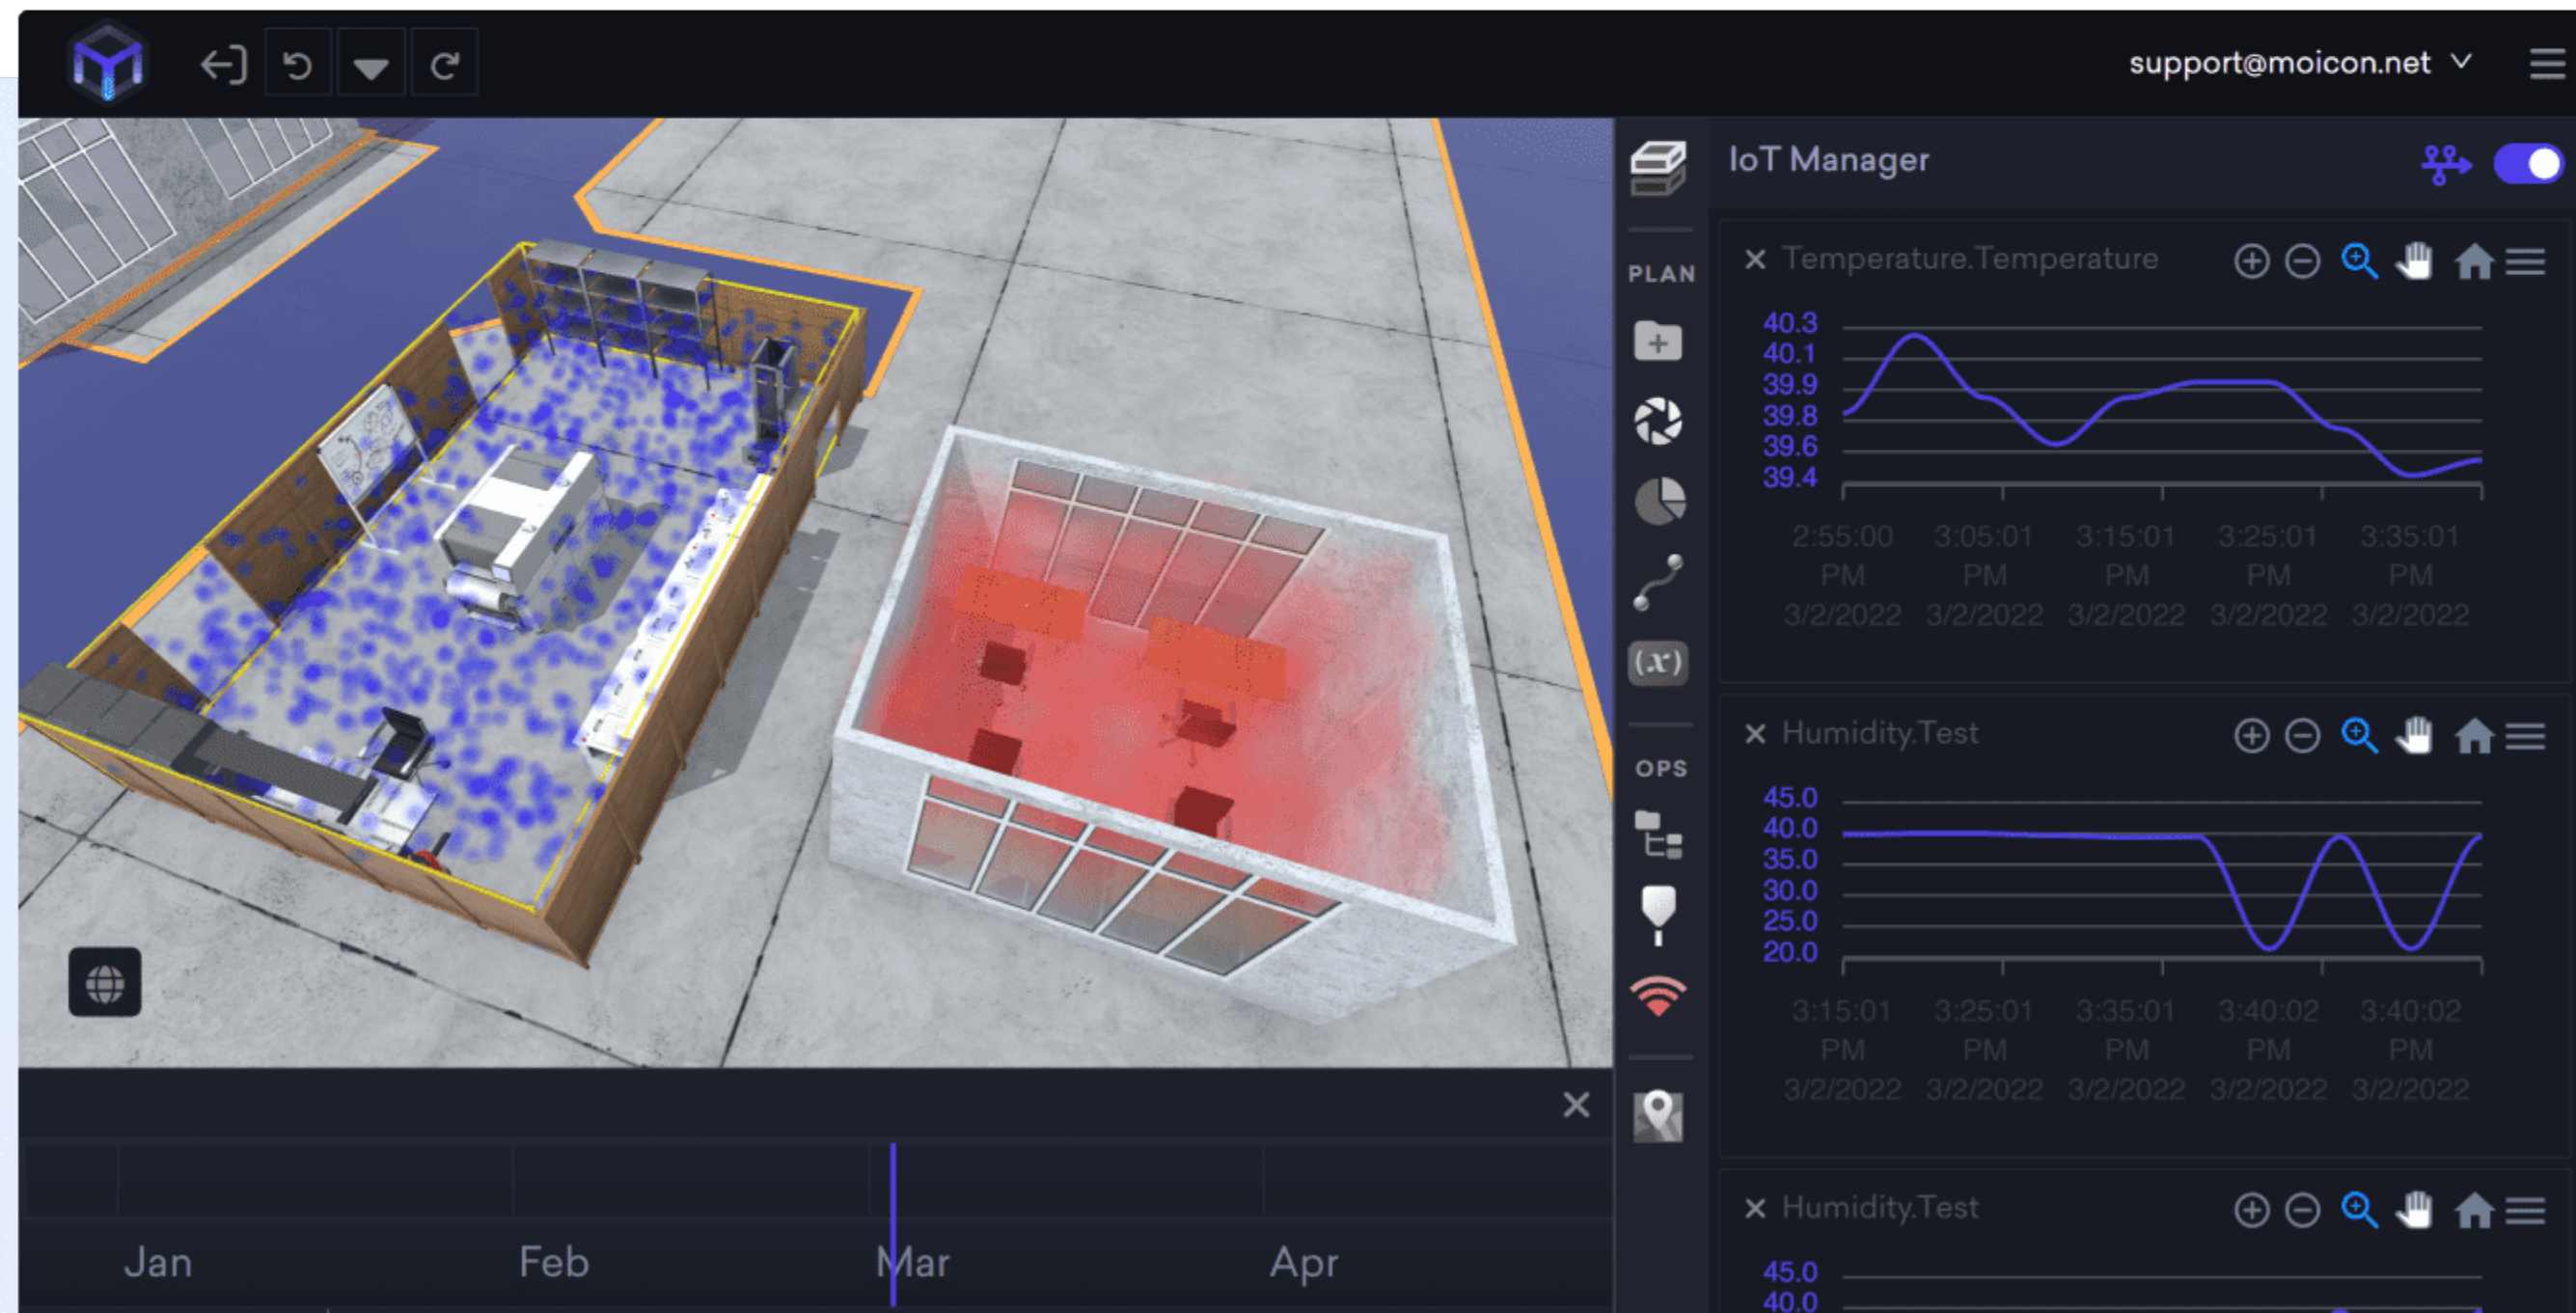 support@moicon.net
IoT Manager
PLAN
(x)
OPS
Temperature.Temperature
40.3
40.1
39.9
39.8
39.6
39.4
2:55:00 3:05:01 3:15:01 3:25:01 3:35:01
PM PM PM PM PM
3/2/2022 3/2/2022 3/2/2022 3/2/2022 3/2/2022
Humidity.Test
45.0
40.0
35.0
30.0
25.0
20.0
3:15:01 3:25:01 3:35:01 3:40:02 3:40:02
PM PM PM PM PM
3/2/2022 3/2/2022 3/2/2022 3/2/2022 3/2/2022
Humidity.Test
45.0
40.0
Jan Feb Mar Apr